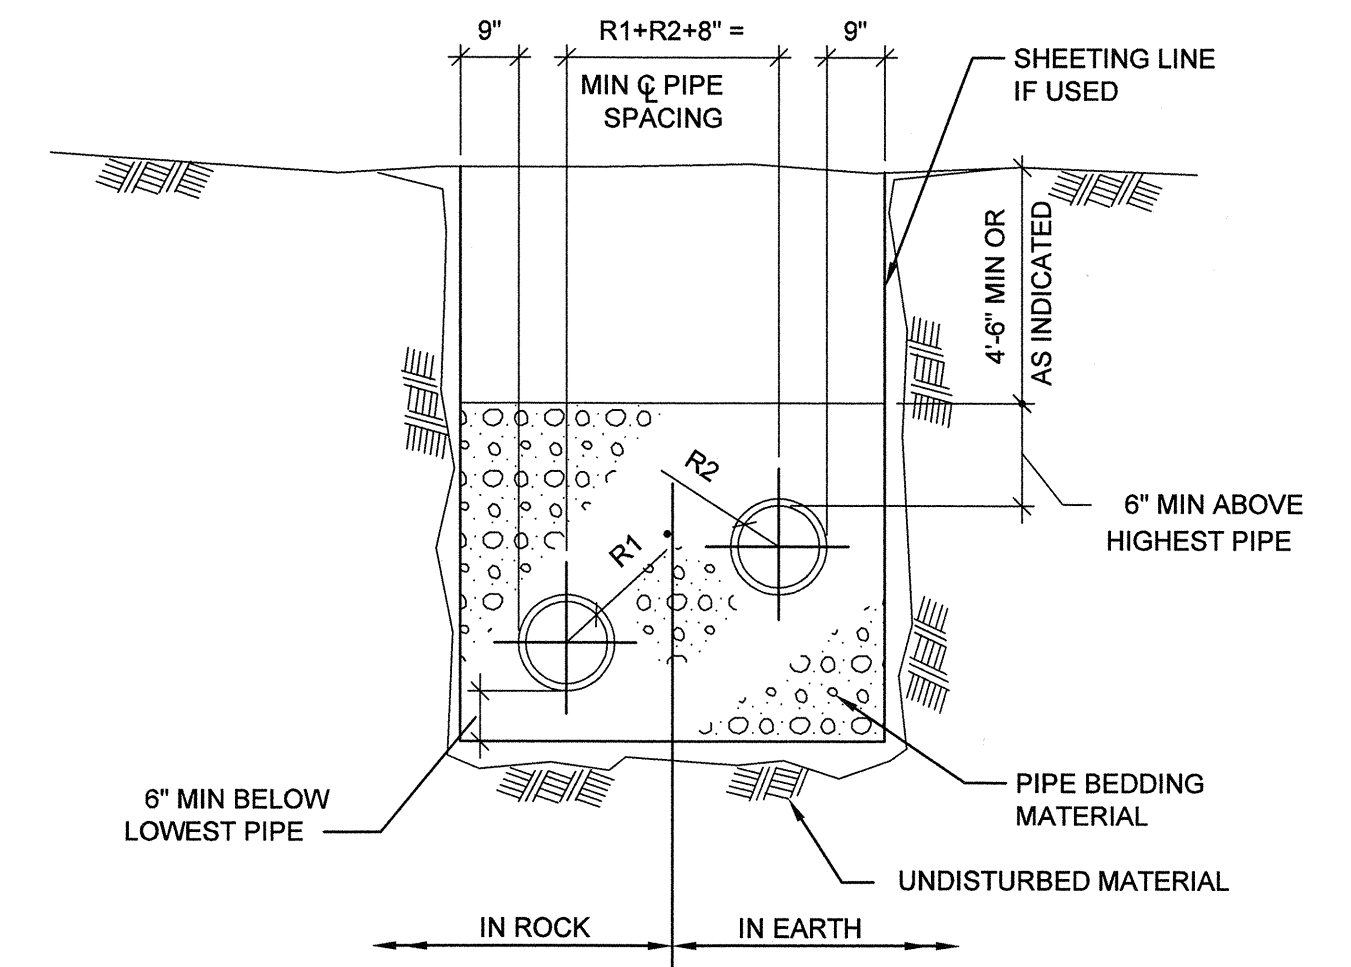 9" R1+R2+8" = 9"
MIN ℄ PIPE
SPACING
SHEETING LINE
IF USED
4'-6" MIN OR
AS INDICATED
R2
R1
6" MIN ABOVE
HIGHEST PIPE
6" MIN BELOW
LOWEST PIPE
PIPE BEDDING
MATERIAL
UNDISTURBED MATERIAL
IN ROCK IN EARTH